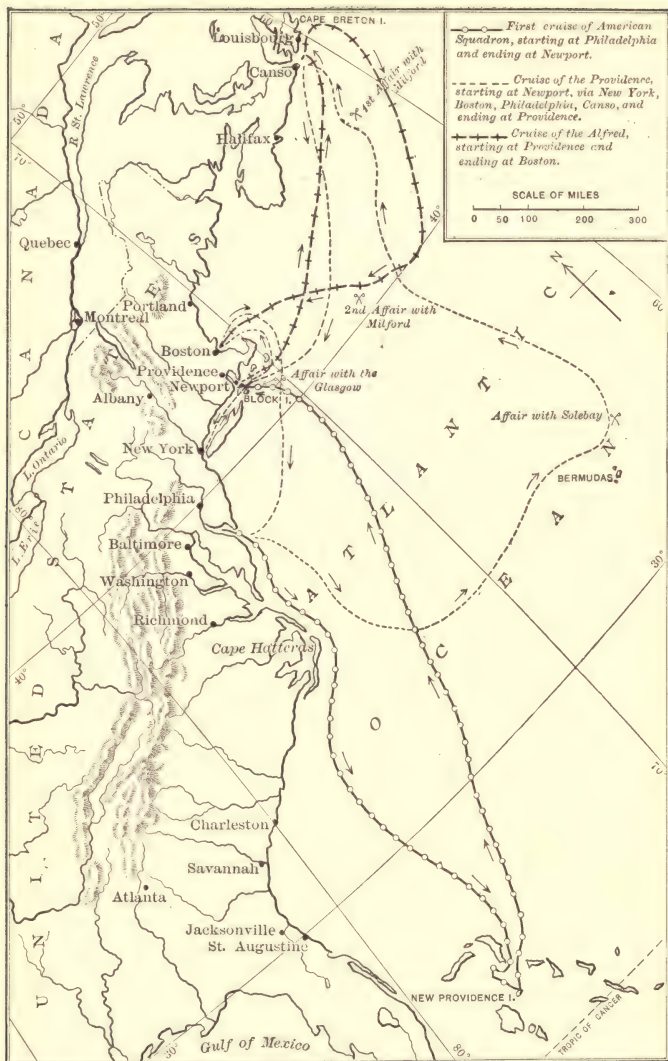 CAPE BRETON I.
Louisbourg
Canso
Halifax
1st Affair with
Milford
First cruise of American
Squadron, starting at Philadelphia
and ending at Newport.
Cruise of the Providence,
starting at Newport, via New York,
Boston, Philadelphia, Canso, and
ending at Providence.
Cruise of the Alfred,
starting at Providence and
ending at Boston.
SCALE OF MILES
0 50 100 200 300
50°
50°
70°
40°
60
N
R. St. Lawrence
CANADA
Quebec
Montreal
Portland
2nd Affair with
Milford
Boston
Providence
Newport
Affair with the
Glasgow
BLOCK I.
Albany
L. Ontario
New York
Affair with Solebay
BERMUDAS
Philadelphia
80°
L. Erie
Baltimore
Washington
Richmond
30°
Cape Hatteras
40°
ATLANTIC
OCEAN
UNITED STATES
70°
Charleston
Savannah
Atlanta
Jacksonville
St. Augustine
NEW PROVIDENCE I.
TROPIC OF CANCER
30°
Gulf of Mexico
80°